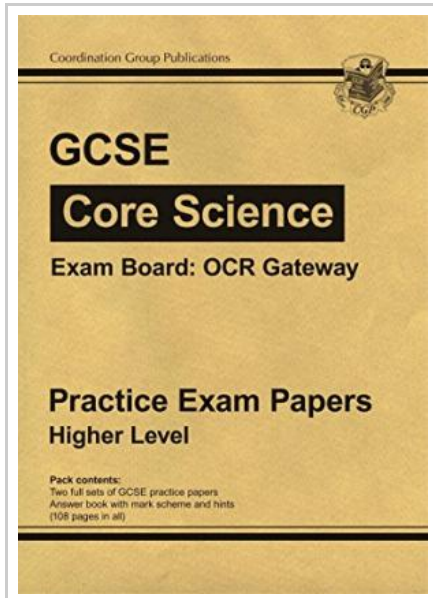 Coordination Group Publications
CGP
GCSE
Core Science
Exam Board: OCR Gateway
Practice Exam Papers
Higher Level
Pack contents:
Two full sets of GCSE practice papers
Answer book with mark scheme and hints
(108 pages in all)